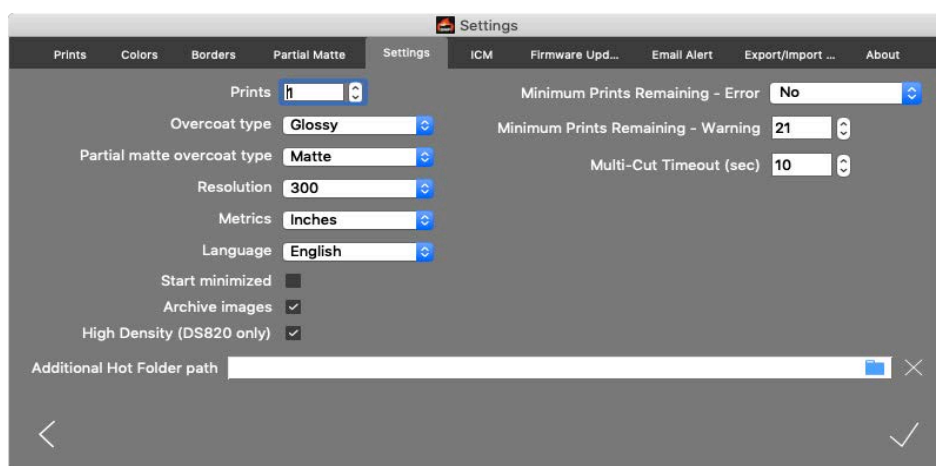 Settings
Prints Colors Borders Partial Matte Settings ICM Firmware Upd... Email Alert Export/Import ... About
Prints 1
Overcoat type Glossy
Partial matte overcoat type Matte
Resolution 300
Metrics Inches
Language English
Start minimized
Archive images
High Density (DS820 only)
Minimum Prints Remaining - Error No
Minimum Prints Remaining - Warning 21
Multi-Cut Timeout (sec) 10
Additional Hot Folder path